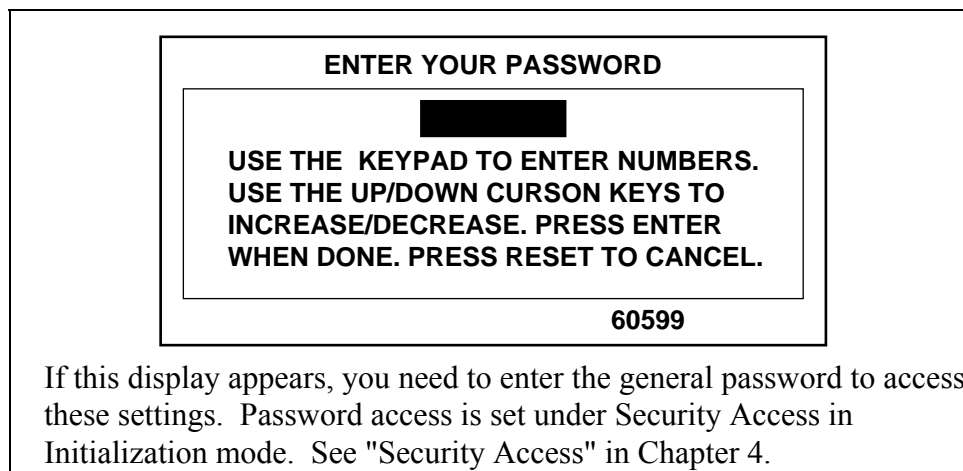 ENTER YOUR PASSWORD
USE THE KEYPAD TO ENTER NUMBERS.
USE THE UP/DOWN CURSON KEYS TO
INCREASE/DECREASE. PRESS ENTER
WHEN DONE. PRESS RESET TO CANCEL.
60599
If this display appears, you need to enter the general password to access
these settings. Password access is set under Security Access in
Initialization mode. See "Security Access" in Chapter 4.